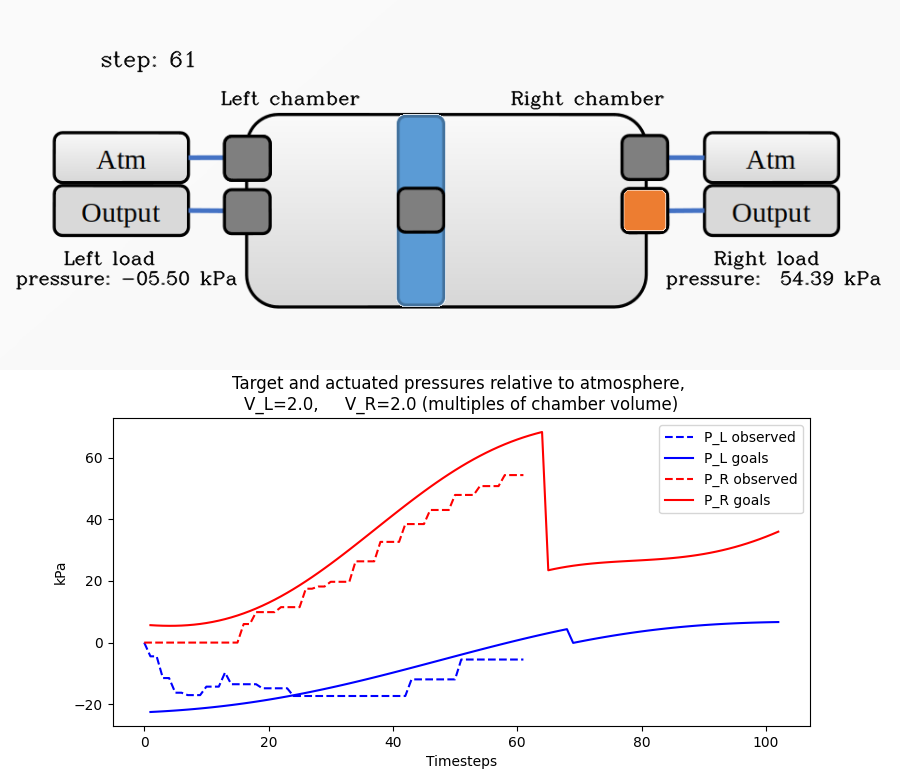 step: 61
Left chamber
Right chamber
Atm
Atm
Output
Output
Left load
pressure: -05.50 kPa
Right load
pressure:  54.39 kPa
Target and actuated pressures relative to atmosphere,
V_L=2.0,     V_R=2.0 (multiples of chamber volume)
P_L observed
P_L goals
P_R observed
P_R goals
kPa
60
40
20
0
−20
0 20 40 60 80 100
Timesteps